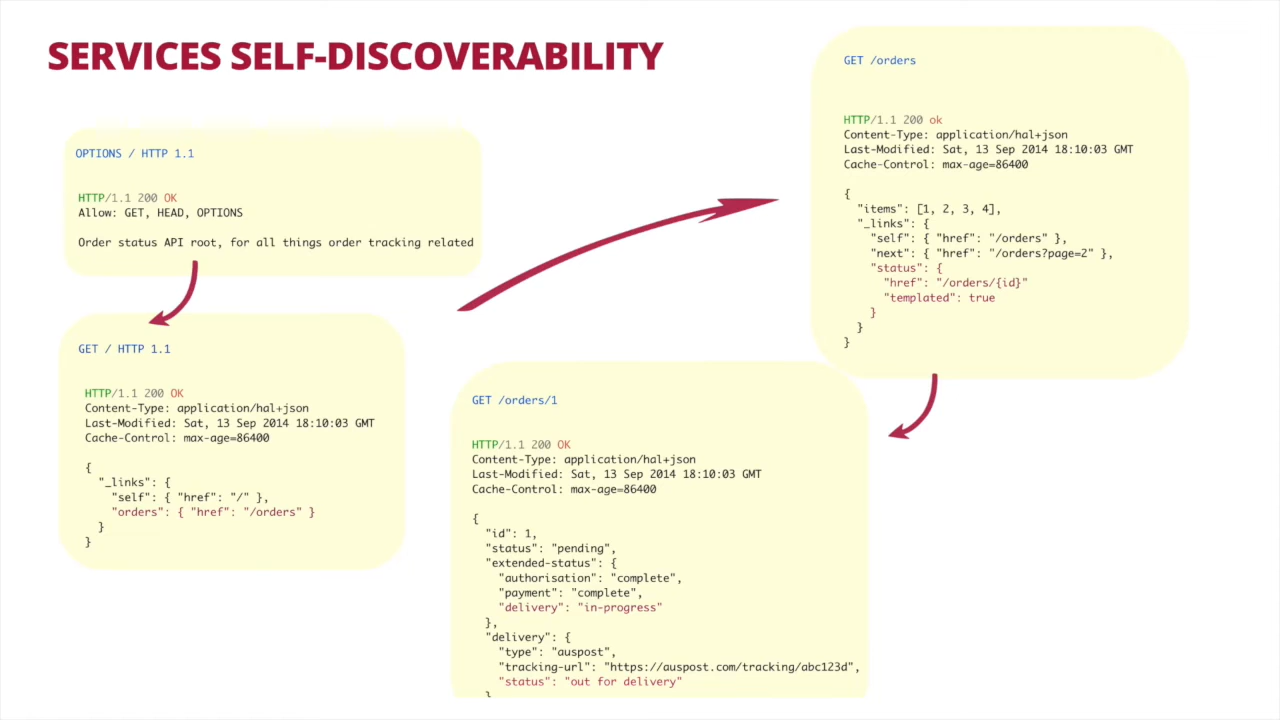 SERVICES SELF-DISCOVERABILITY
OPTIONS / HTTP 1.1
HTTP/1.1 200 OK
Allow: GET, HEAD, OPTIONS
Order status API root, for all things order tracking related
GET / HTTP 1.1
HTTP/1.1 200 OK
Content-Type: application/hal+json
Last-Modified: Sat, 13 Sep 2014 18:10:03 GMT
Cache-Control: max-age=86400
{
  "_links": {
    "self": { "href": "/" },
    "orders": { "href": "/orders" }
  }
}
GET /orders
HTTP/1.1 200 ok
Content-Type: application/hal+json
Last-Modified: Sat, 13 Sep 2014 18:10:03 GMT
Cache-Control: max-age=86400
{
  "items": [1, 2, 3, 4],
  "_links": {
    "self": { "href": "/orders" },
    "next": { "href": "/orders?page=2" },
    "status": {
      "href": "/orders/{id}"
      "templated": true
    }
  }
}
GET /orders/1
HTTP/1.1 200 OK
Content-Type: application/hal+json
Last-Modified: Sat, 13 Sep 2014 18:10:03 GMT
Cache-Control: max-age=86400
{
  "id": 1,
  "status": "pending",
  "extended-status": {
    "authorisation": "complete",
    "payment": "complete",
    "delivery": "in-progress"
  },
  "delivery": {
    "type": "auspost",
    "tracking-url": "https://auspost.com/tracking/abc123d",
    "status": "out for delivery"
  }